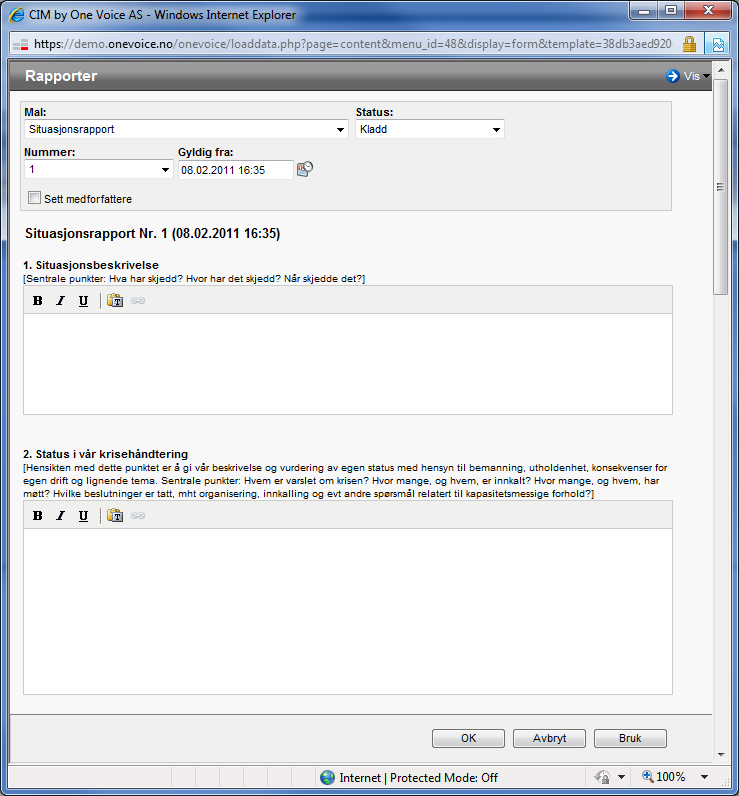 CIM by One Voice AS - Windows Internet Explorer
https://demo.onevoice.no/onevoice/loaddata.php?page=content&menu_id=48&display=form&template=38db3aed920
Rapporter
Vis
Mal:
Status:
Situasjonsrapport
Kladd
Nummer:
Gyldig fra:
1
08.02.2011 16:35
Sett medforfattere
Situasjonsrapport Nr. 1 (08.02.2011 16:35)
1. Situasjonsbeskrivelse
[Sentrale punkter: Hva har skjedd? Hvor har det skjedd? Når skjedde det?]
B I U
2. Status i vår krisehåndtering
[Hensikten med dette punktet er å gi vår beskrivelse og vurdering av egen status med hensyn til bemanning, utholdenhet, konsekvenser for
egen drift og lignende tema. Sentrale punkter: Hvem er varslet om krisen? Hvor mange, og hvem, er innkalt? Hvor mange, og hvem, har
møtt? Hvilke beslutninger er tatt, mht organisering, innkalling og evt andre spørsmål relatert til kapasitetsmessige forhold?]
B I U
OK
Avbryt
Bruk
Internet | Protected Mode: Off
100%